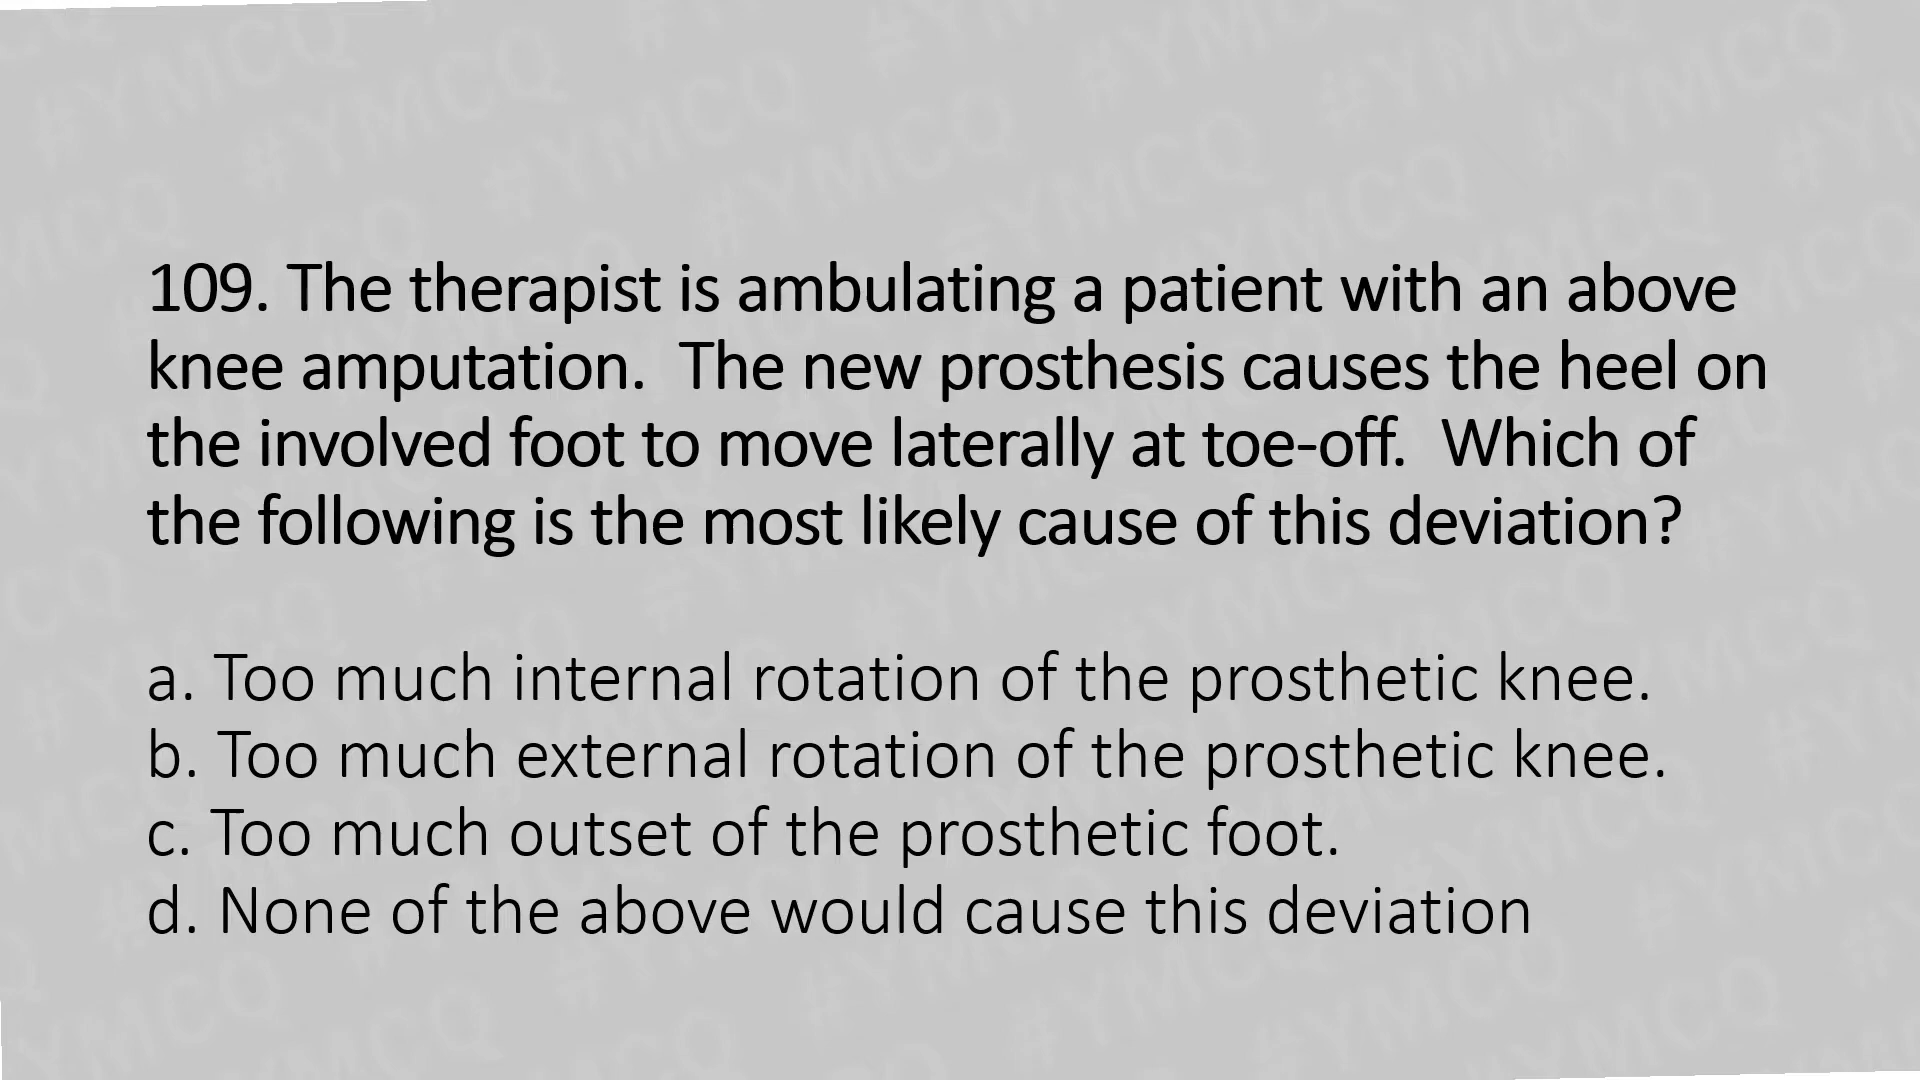 109. The therapist is ambulating a patient with an above
knee amputation.  The new prosthesis causes the heel on
the involved foot to move laterally at toe-off.  Which of
the following is the most likely cause of this deviation?
a. Too much internal rotation of the prosthetic knee.
b. Too much external rotation of the prosthetic knee.
c. Too much outset of the prosthetic foot.
d. None of the above would cause this deviation
#YMCQ